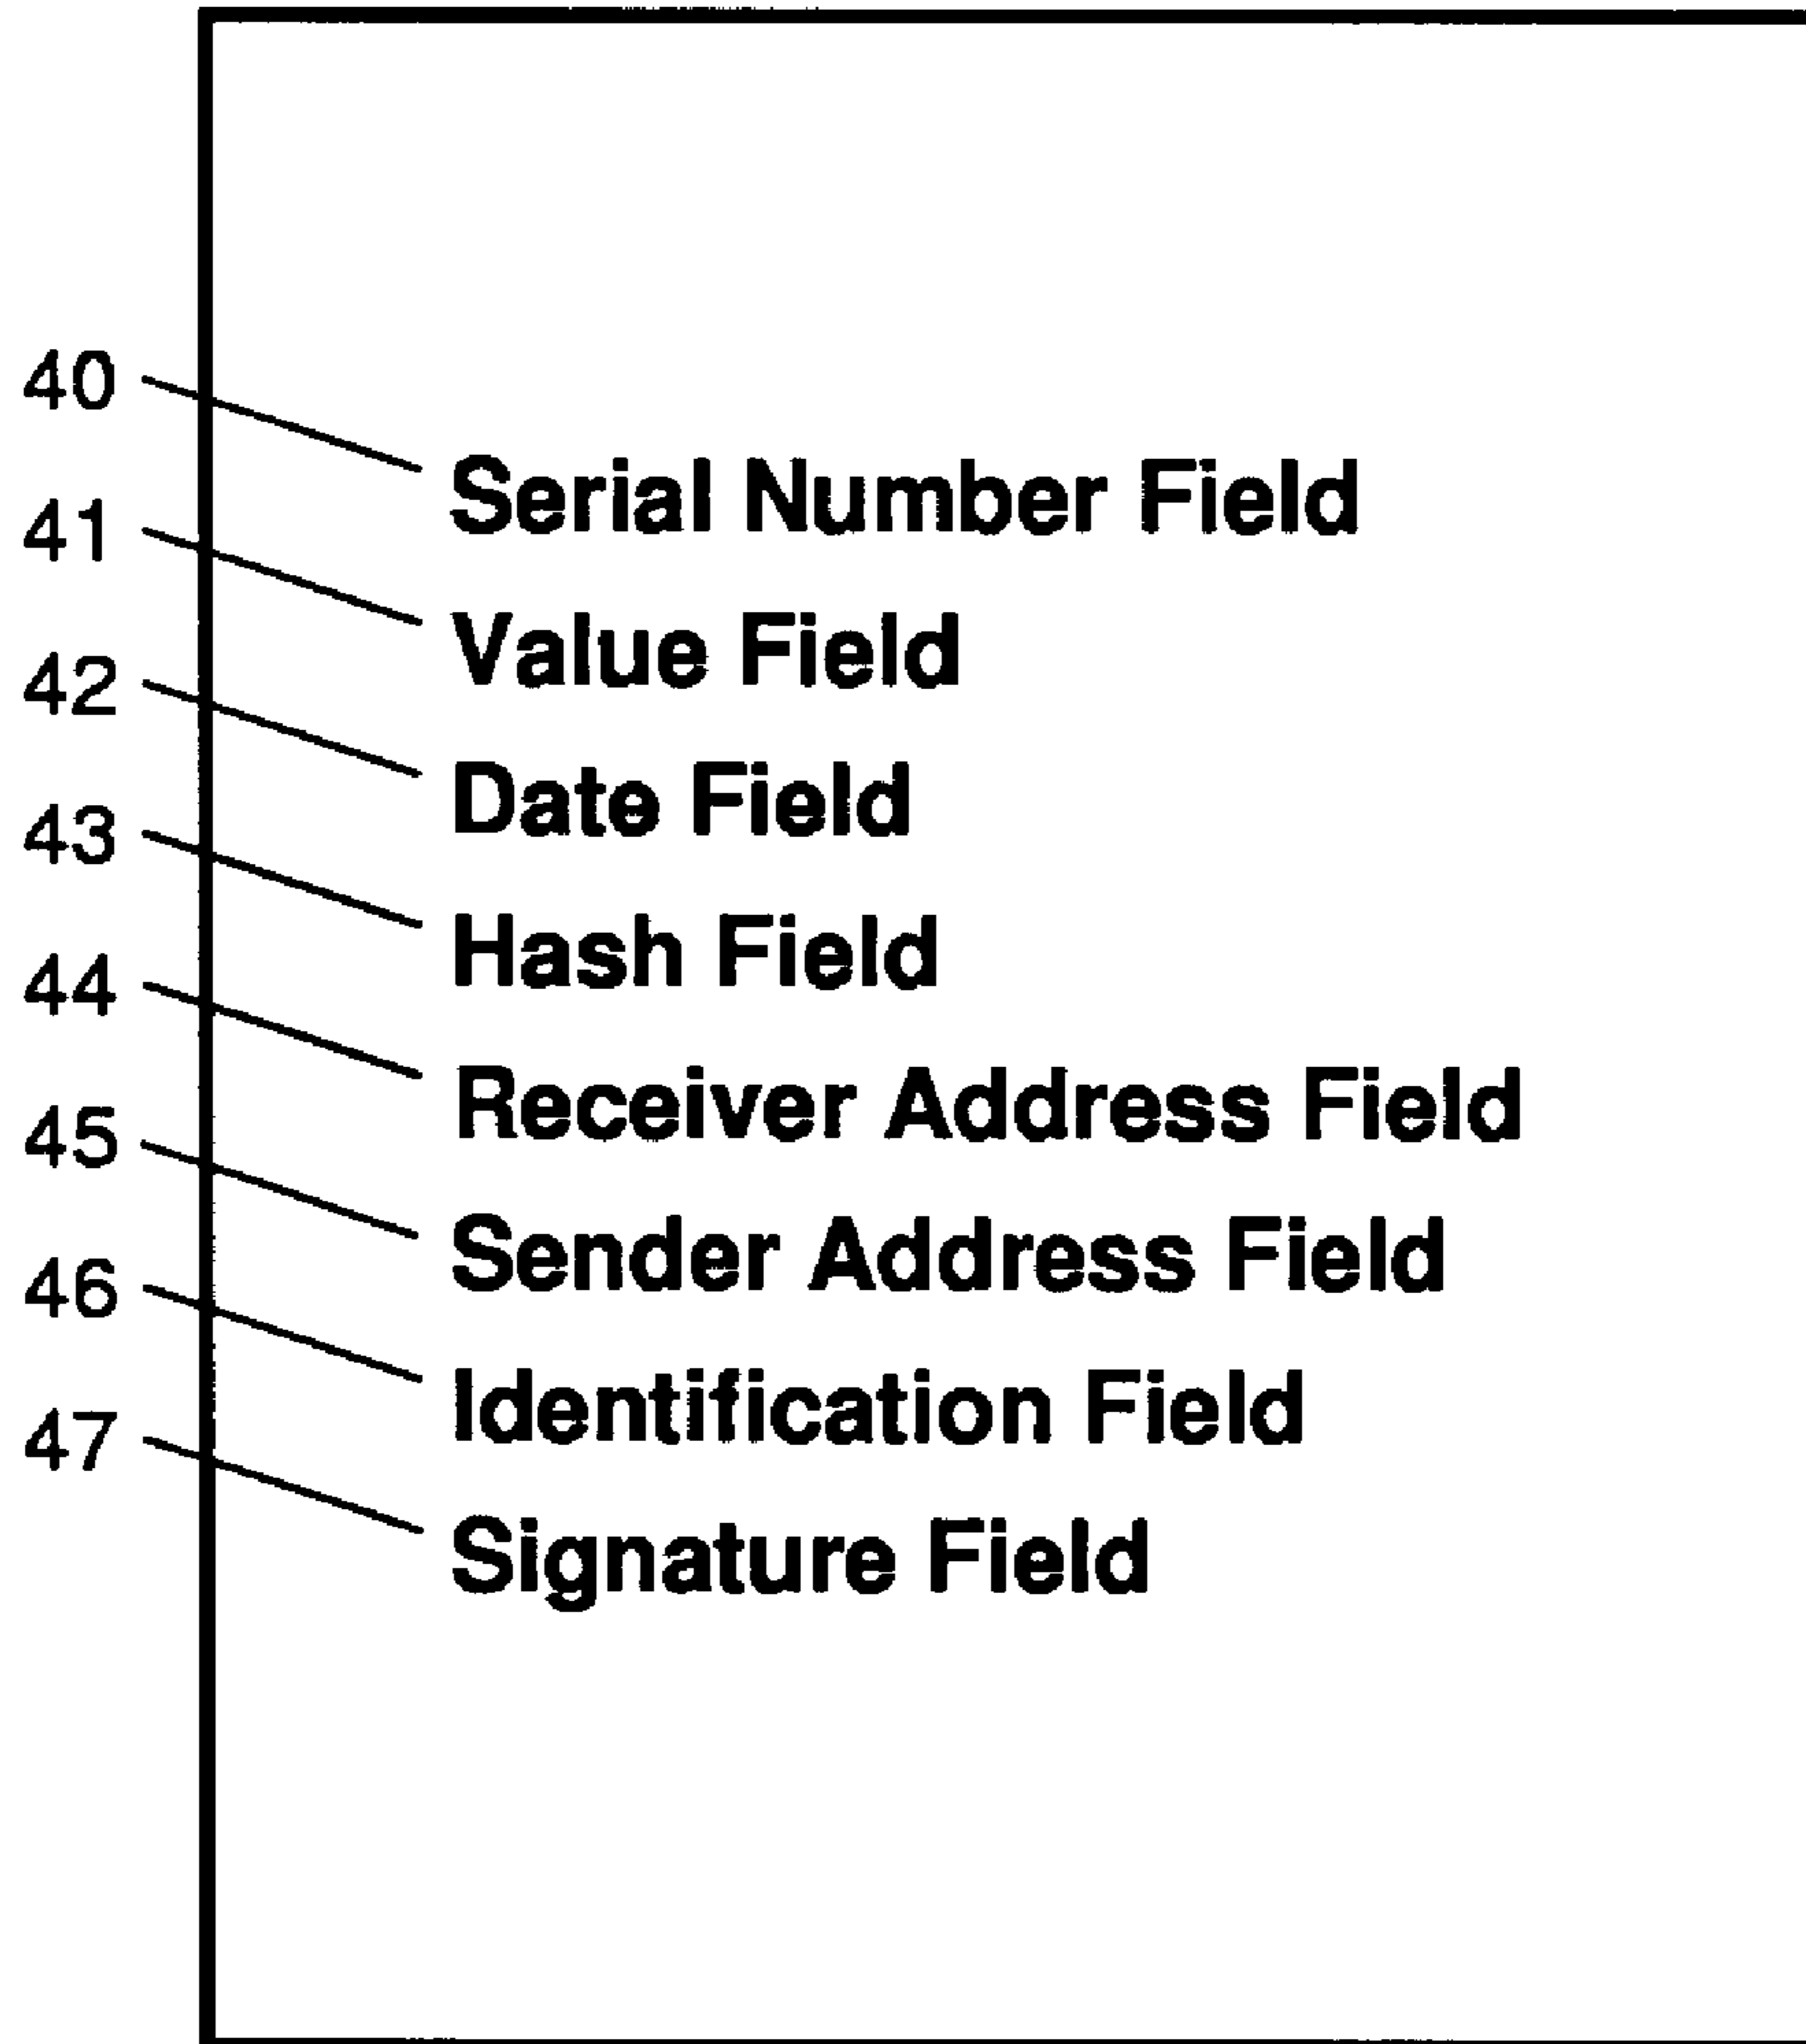 40 Serial Number Field
41 Value Field
42 Date Field
43 Hash Field
44 Receiver Address Field
45 Sender Address Field
46 Identification Field
47 Signature Field